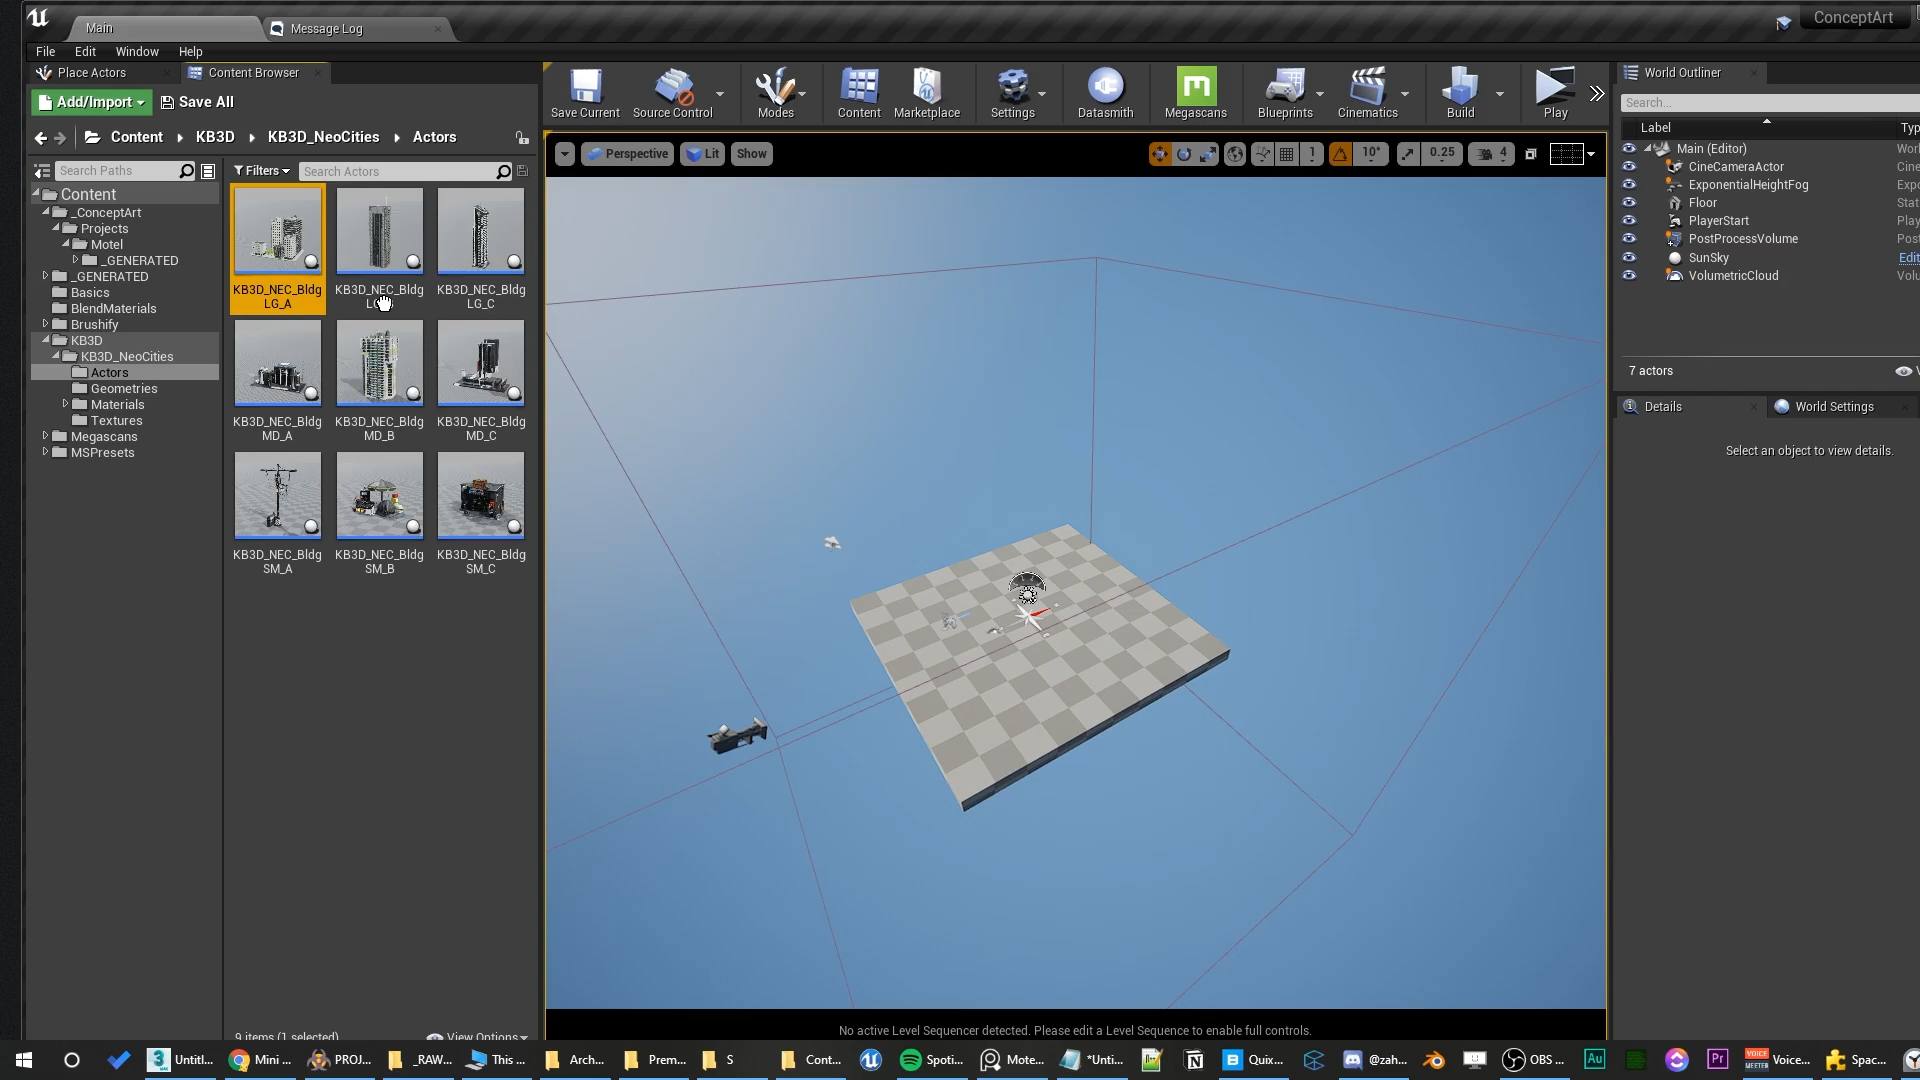 Main
Message Log
ConceptArt
File Edit Window Help
Place Actors
Content Browser
Add/Import
Save All
Content
KB3D
KB3D_NeoCities
Actors
Search Paths
Filters
Search Actors
Content
_ConceptArt
Projects
Motel
_GENERATED
_GENERATED
Basics
BlendMaterials
Brushify
KB3D
KB3D_NeoCities
Actors
Geometries
Materials
Textures
Megascans
MSPresets
KB3D_NEC_Bldg
LG_A
KB3D_NEC_Bldg
KB3D_NEC_Bldg
LG_C
KB3D_NEC_Bldg
MD_A
KB3D_NEC_Bldg
MD_B
KB3D_NEC_Bldg
MD_C
KB3D_NEC_Bldg
SM_A
KB3D_NEC_Bldg
SM_B
KB3D_NEC_Bldg
SM_C
9 items (1 selected)
View Options
Save Current
Source Control
Modes
Content
Marketplace
Settings
Datasmith
Megascans
Blueprints
Cinematics
Build
Play
Perspective
Lit
Show
1
10°
0.25
4
No active Level Sequencer detected. Please edit a Level Sequence to enable full controls.
World Outliner
Search...
Label
Typ
Main (Editor)
Worl
CineCameraActor
Cine
ExponentialHeightFog
Expo
Floor
Stat
PlayerStart
Play
PostProcessVolume
Post
SunSky
Edit
VolumetricCloud
Volu
7 actors
V
Details
World Settings
Select an object to view details.
Untitl...
Mini ...
PROJ...
_RAW...
This ...
Arch...
Prem...
S
Cont...
Spoti...
Mote...
*Unti...
Quix...
@zah...
OBS ...
Au
Pr
VOICE
MEETER
Voice...
Spac...